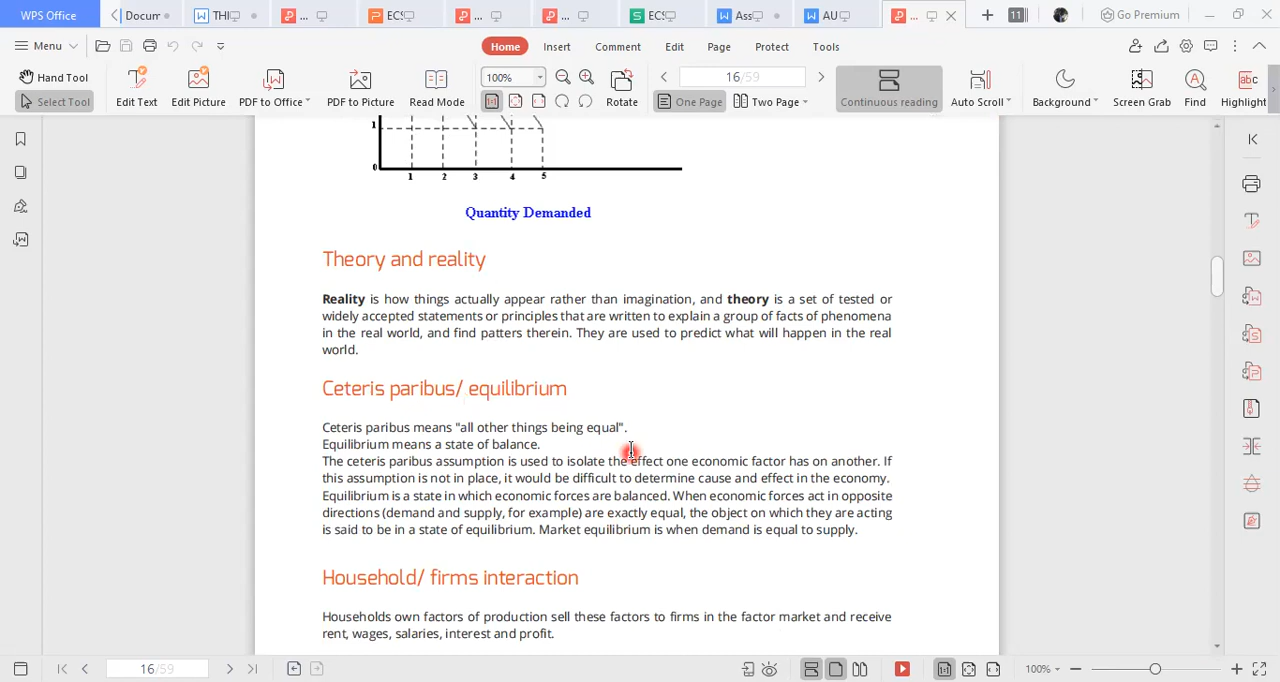 WPS Office
Docum
THI
...
ECS
...
...
ECS
Ass
AU
...
11
Go Premium
Menu
Home
Insert
Comment
Edit
Page
Protect
Tools
Hand Tool
Select Tool
Edit Text
Edit Picture
PDF to Office
PDF to Picture
Read Mode
100%
Rotate
16/59
One Page
Two Page
Continuous reading
Auto Scroll
Background
Screen Grab
Find
Highlight
1
0
1 2 3 4 5
Quantity Demanded
Theory and reality
Reality is how things actually appear rather than imagination, and theory is a set of tested or
widely accepted statements or principles that are written to explain a group of facts of phenomena
in the real world, and find patters therein. They are used to predict what will happen in the real
world.
Ceteris paribus/ equilibrium
Ceteris paribus means "all other things being equal".
Equilibrium means a state of balance.
The ceteris paribus assumption is used to isolate the effect one economic factor has on another. If
this assumption is not in place, it would be difficult to determine cause and effect in the economy.
Equilibrium is a state in which economic forces are balanced. When economic forces act in opposite
directions (demand and supply, for example) are exactly equal, the object on which they are acting
is said to be in a state of equilibrium. Market equilibrium is when demand is equal to supply.
Household/ firms interaction
Households own factors of production sell these factors to firms in the factor market and receive
rent, wages, salaries, interest and profit.
16/59
100%